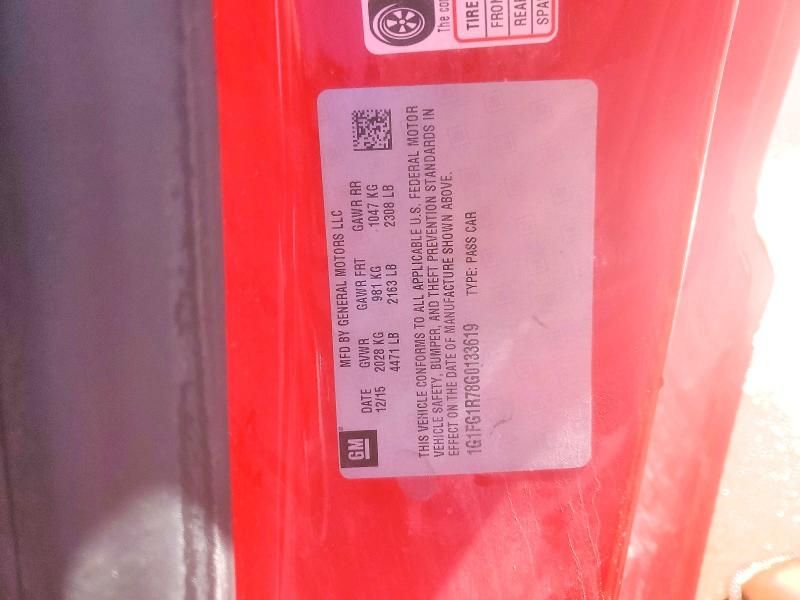 The co
TIRE
FRON
REAR
SPA
GM
MFD BY GENERAL MOTORS LLC
DATE GVWR GAWR FRT GAWR RR
12/15 2028 KG 981 KG 1047 KG
4471 LB 2163 LB 2308 LB
THIS VEHICLE CONFORMS TO ALL APPLICABLE U.S. FEDERAL MOTOR
VEHICLE SAFETY, BUMPER, AND THEFT PREVENTION STANDARDS IN
EFFECT ON THE DATE OF MANUFACTURE SHOWN ABOVE.
1G1FG1R78G0133619 TYPE: PASS CAR